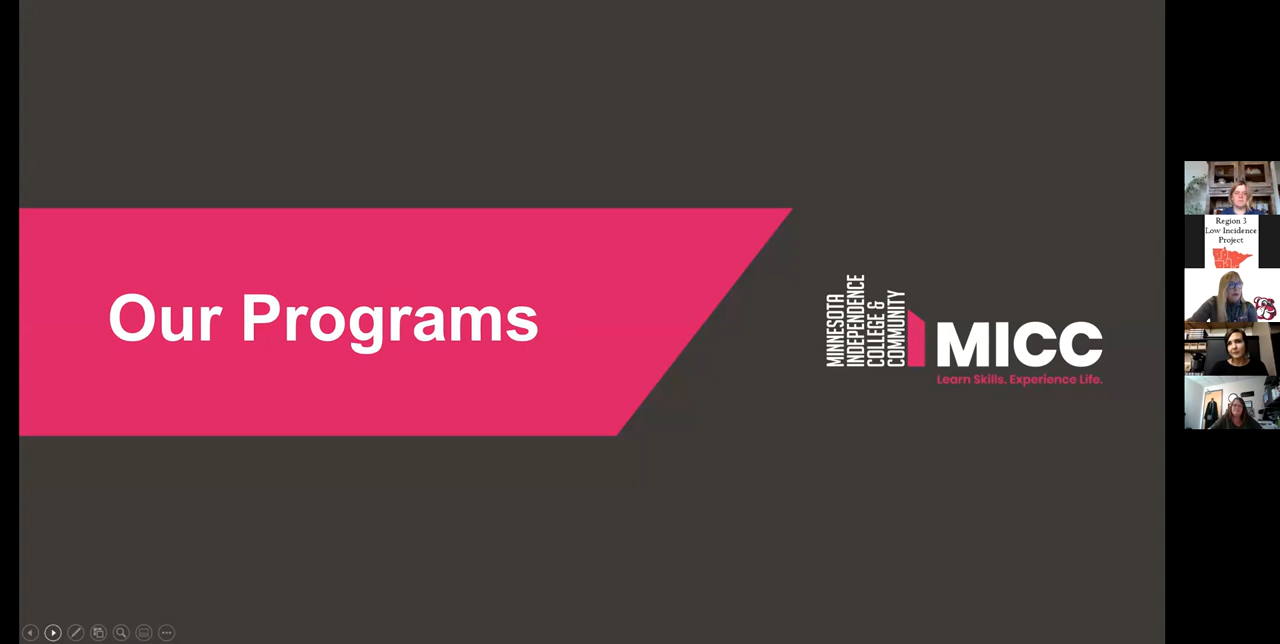 Our Programs
MINNESOTA
INDEPENDENCE
COLLEGE &
COMMUNITY
MICC
Learn Skills. Experience Life.
Region 3
Low Incidence
Project